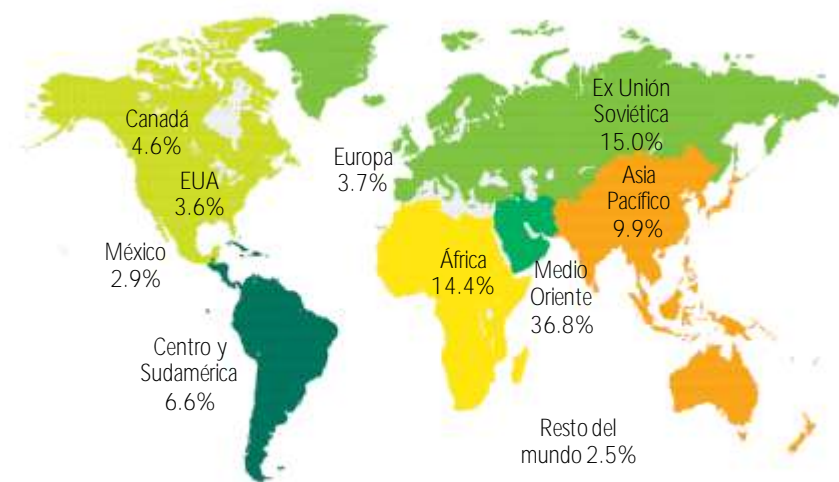 Canadá
4.6%
EUA
3.6%
México
2.9%
Centro y
Sudamérica
6.6%
Europa
3.7%
Ex Unión
Soviética
15.0%
Asia
Pacífico
9.9%
África
14.4%
Medio
Oriente
36.8%
Resto del
mundo 2.5%